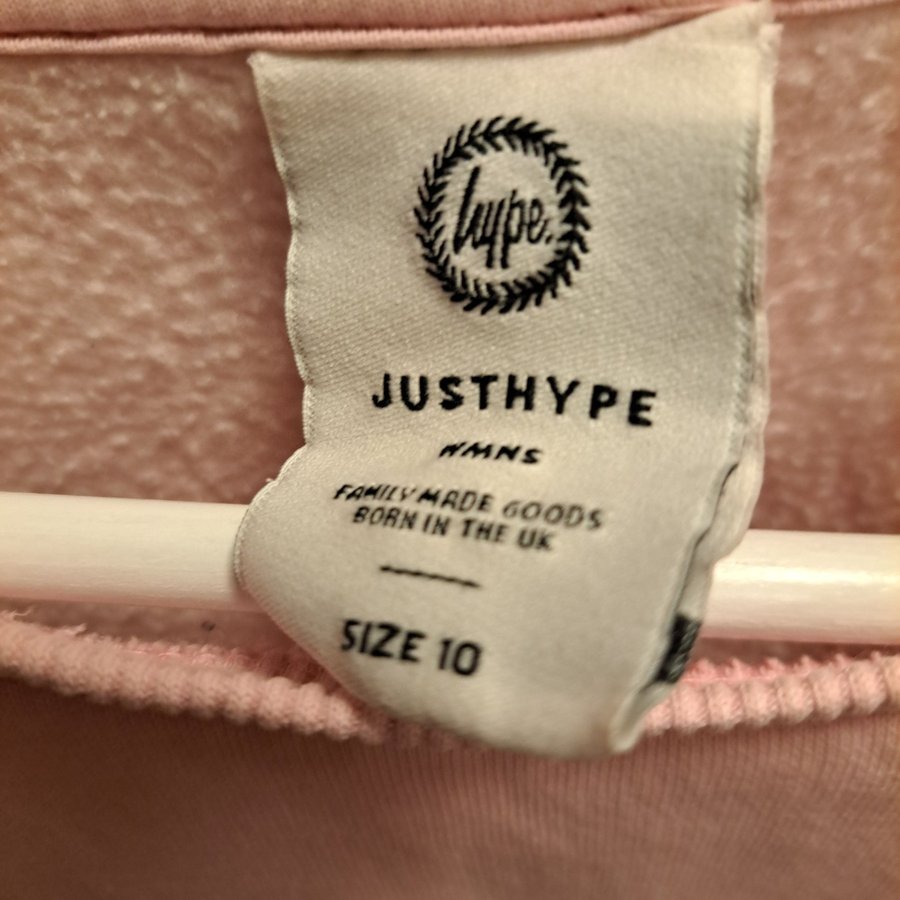 hype.
JUSTHYPE
WMNS
FAMILY MADE GOODS
BORN IN THE UK
SIZE 10